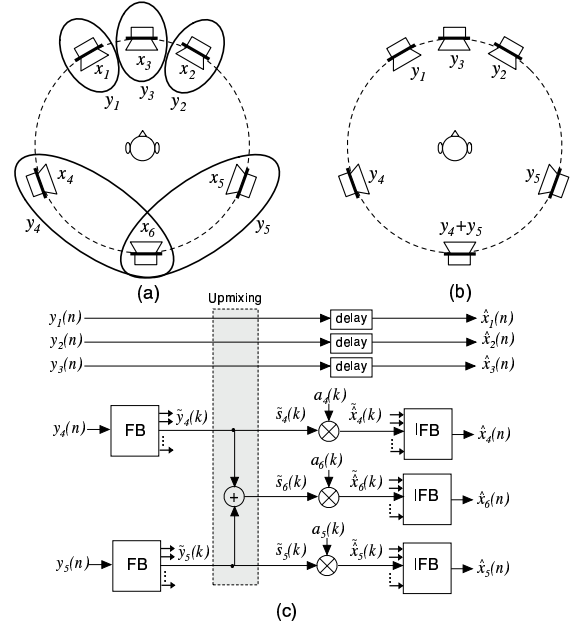 x₁ x₃ x₂
y₁ y₃ y₂
x₄ x₅
y₄ x₆ y₅
(a)
y₁ y₃ y₂
y₄ y₅
y₄+y₅
(b)
Upmixing
y₁(n) delay x̂₁(n)
y₂(n) delay x̂₂(n)
y₃(n) delay x̂₃(n)
a₄(k)
y₄(n) FB ỹ₄(k) s̃₄(k) x̃̂₄(k) IFB x̂₄(n)
a₆(k)
+ s̃₆(k) x̃̂₆(k) IFB x̂₆(n)
a₅(k)
y₅(n) FB ỹ₅(k) s̃₅(k) x̃̂₅(k) IFB x̂₅(n)
(c)